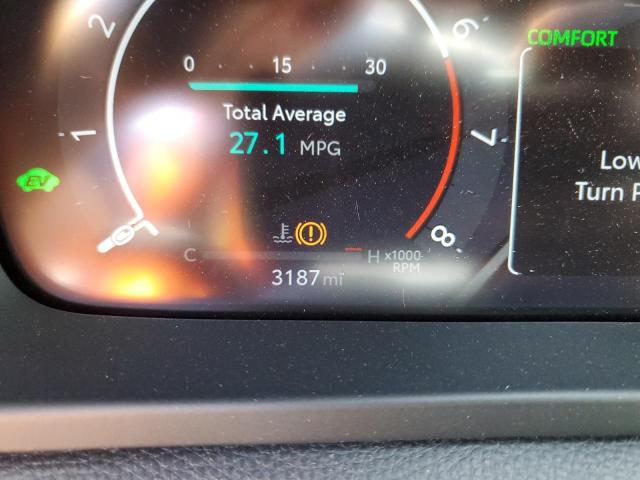 2
6
COMFORT
0 15 30
Total Average
1
27.1 MPG
7
EV
Turn
8
C H x1000
RPM
3187 mi